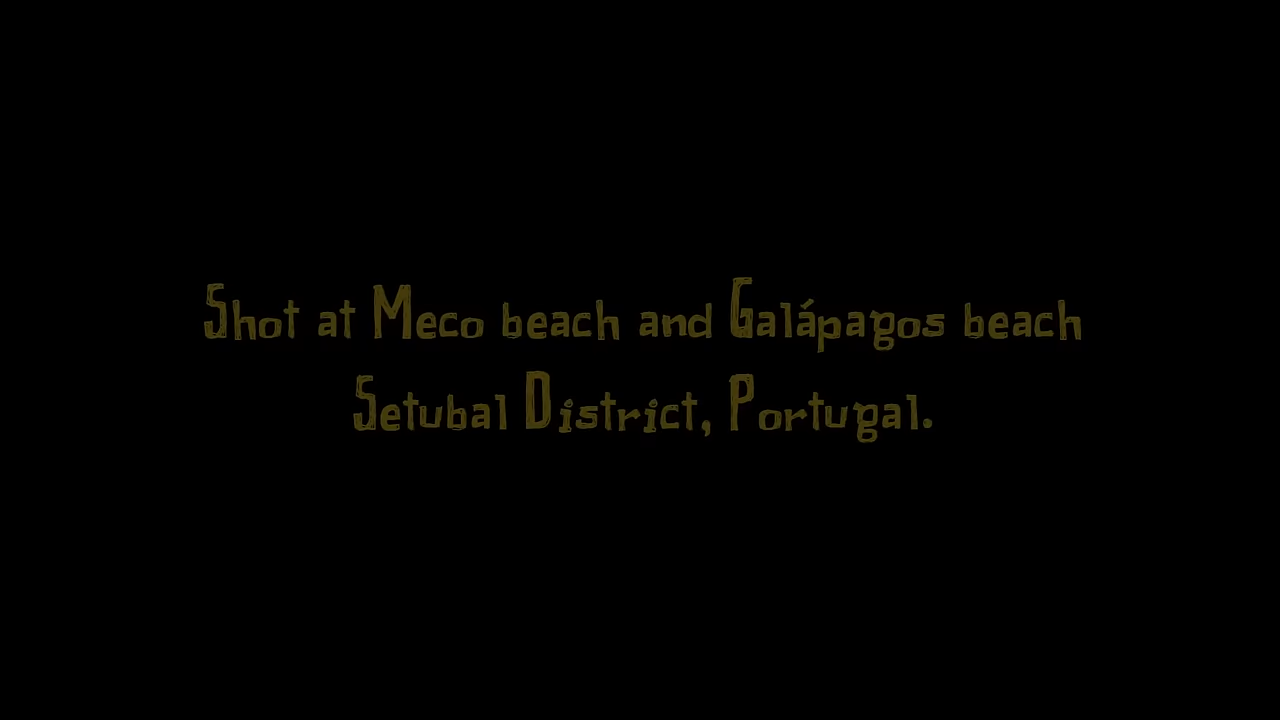 Shot at Meco beach and Galápagos beach
Setubal District, Portugal.